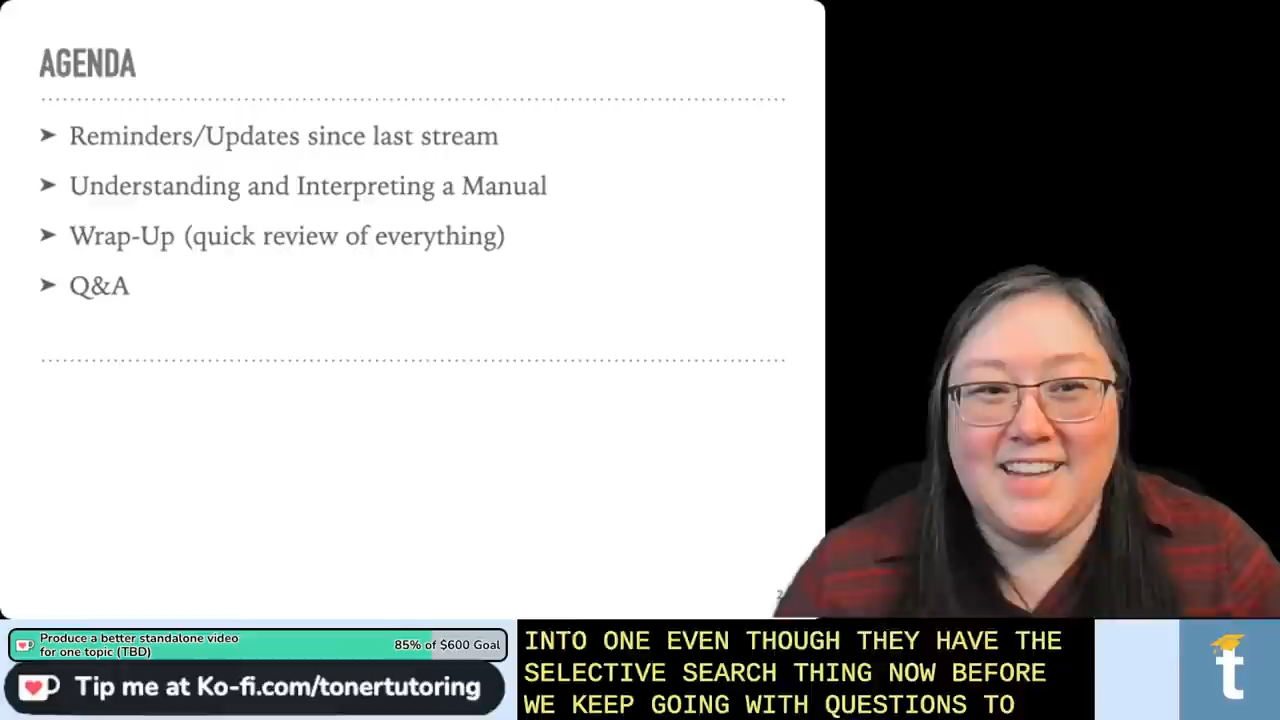 AGENDA
➤ Reminders/Updates since last stream
➤ Understanding and Interpreting a Manual
➤ Wrap-Up (quick review of everything)
➤ Q&A
2
Produce a better standalone video
for one topic (TBD)
85% of $600 Goal
Tip me at Ko-fi.com/tonertutoring
INTO ONE EVEN THOUGH THEY HAVE THE
SELECTIVE SEARCH THING NOW BEFORE
WE KEEP GOING WITH QUESTIONS TO
t